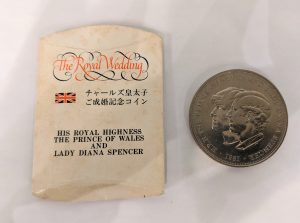 The Royal Wedding
チャールズ皇太子
ご成婚記念コイン
HIS ROYAL HIGHNESS
THE PRINCE OF WALES
AND
LADY DIANA SPENCER
1981